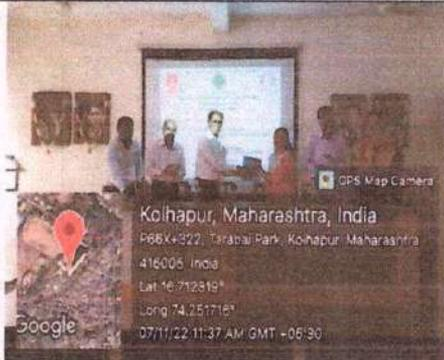 GPS Map Camera
Kolhapur, Maharashtra, India
P66X+322, Tarabai Park, Kolhapur, Maharashtra
416005, India
Lat 16.712819°
Long 74.251716°
07/11/22 11:37 AM GMT +05:30
Google